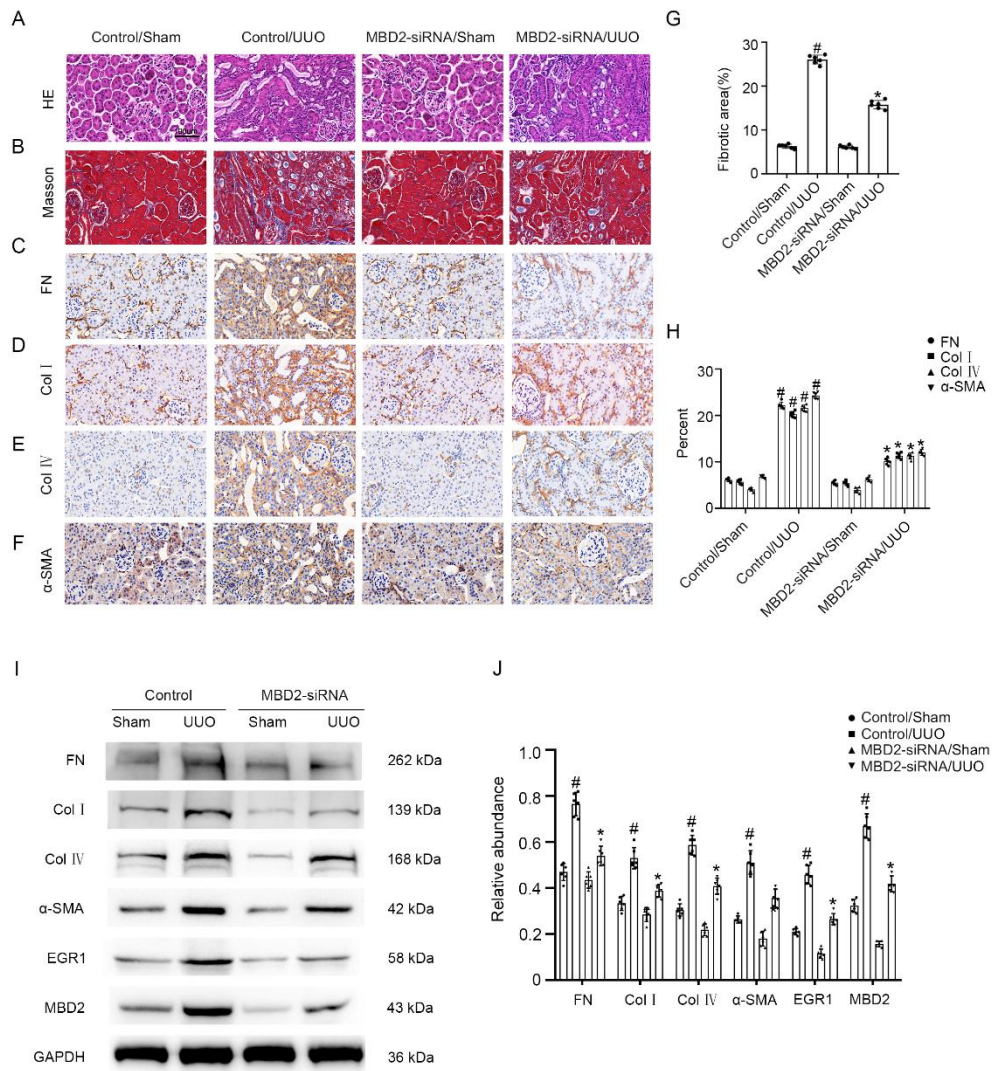 A
Control/Sham
Control/UUO
MBD2-siRNA/Sham
MBD2-siRNA/UUO
HE
B
Masson
C
FN
D
Col Ⅰ
E
Col Ⅳ
F
α-SMA
G
Fibrotic area(%)
30
20
10
0
#
*
Control/Sham
Control/UUO
MBD2-siRNA/Sham
MBD2-siRNA/UUO
H
FN
Col Ⅰ
Col Ⅳ
α-SMA
Percent
30
20
10
0
# # # #
* * * *
Control/Sham
Control/UUO
MBD2-siRNA/Sham
MBD2-siRNA/UUO
I
Control MBD2-siRNA
Sham UUO Sham UUO
FN 262 kDa
Col Ⅰ 139 kDa
Col Ⅳ 168 kDa
α-SMA 42 kDa
EGR1 58 kDa
MBD2 43 kDa
GAPDH 36 kDa
J
Control/Sham
Control/UUO
MBD2-siRNA/Sham
MBD2-siRNA/UUO
Relative abundance
1.0
0.8
0.6
0.4
0.2
0
# * # * # * # # * # *
FN Col Ⅰ Col Ⅳ α-SMA EGR1 MBD2